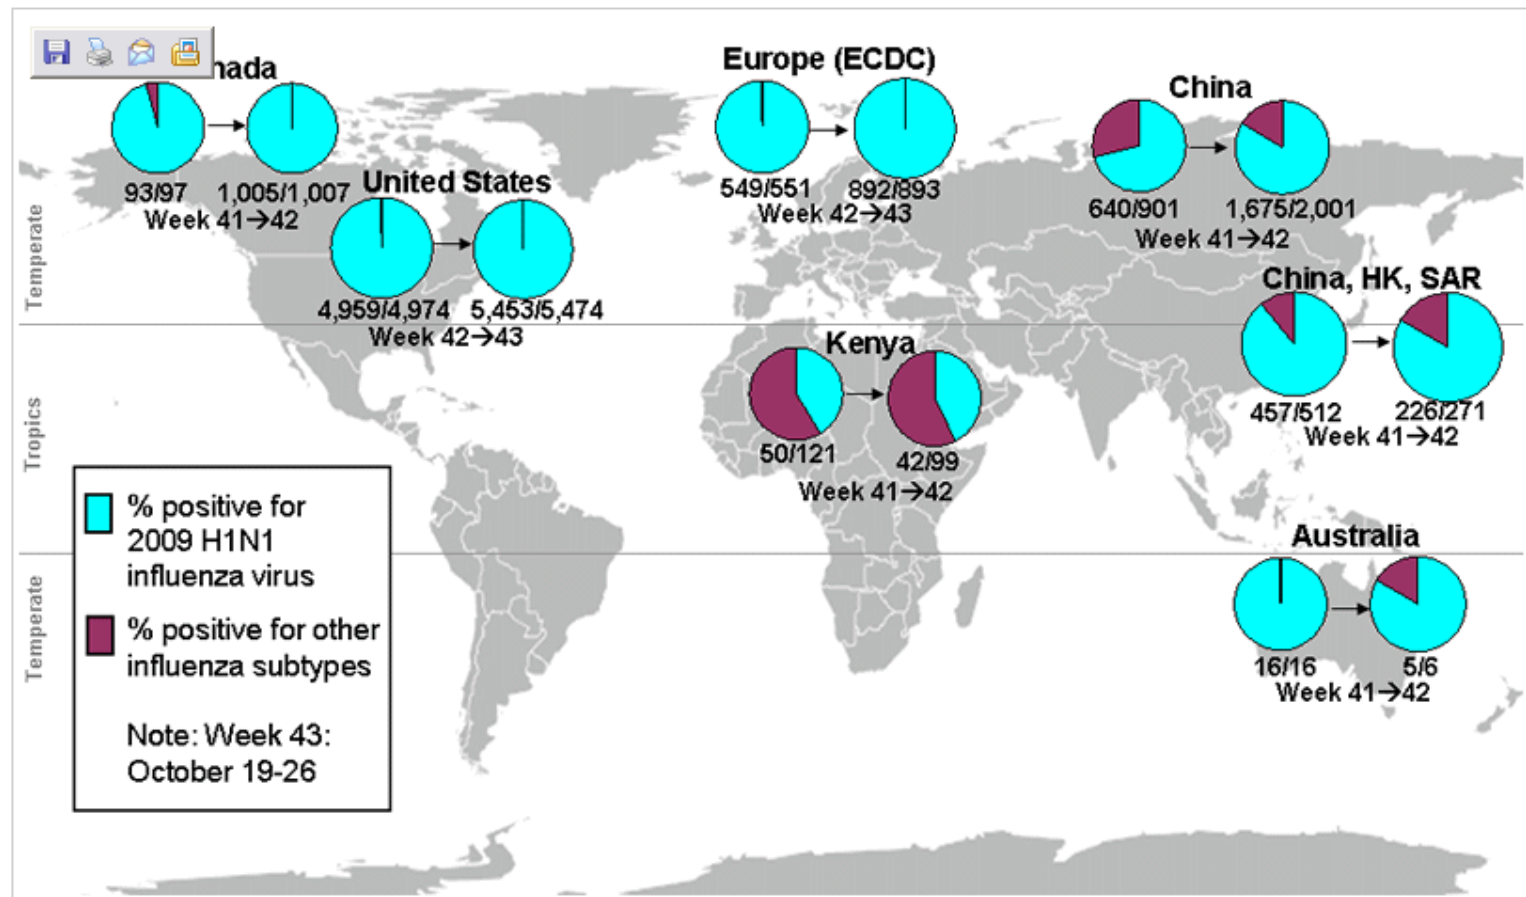 nada
93/97 1,005/1,007
Week 41→42
United States
4,959/4,974 5,453/5,474
Week 42→43
Europe (ECDC)
549/551 892/893
Week 42→43
China
640/901 1,675/2,001
Week 41→42
China, HK, SAR
457/512 226/271
Week 41→42
Kenya
50/121 42/99
Week 41→42
Australia
16/16 5/6
Week 41→42
Temperate
Tropics
Temperate
% positive for
2009 H1N1
influenza virus
% positive for other
influenza subtypes
Note: Week 43:
October 19-26